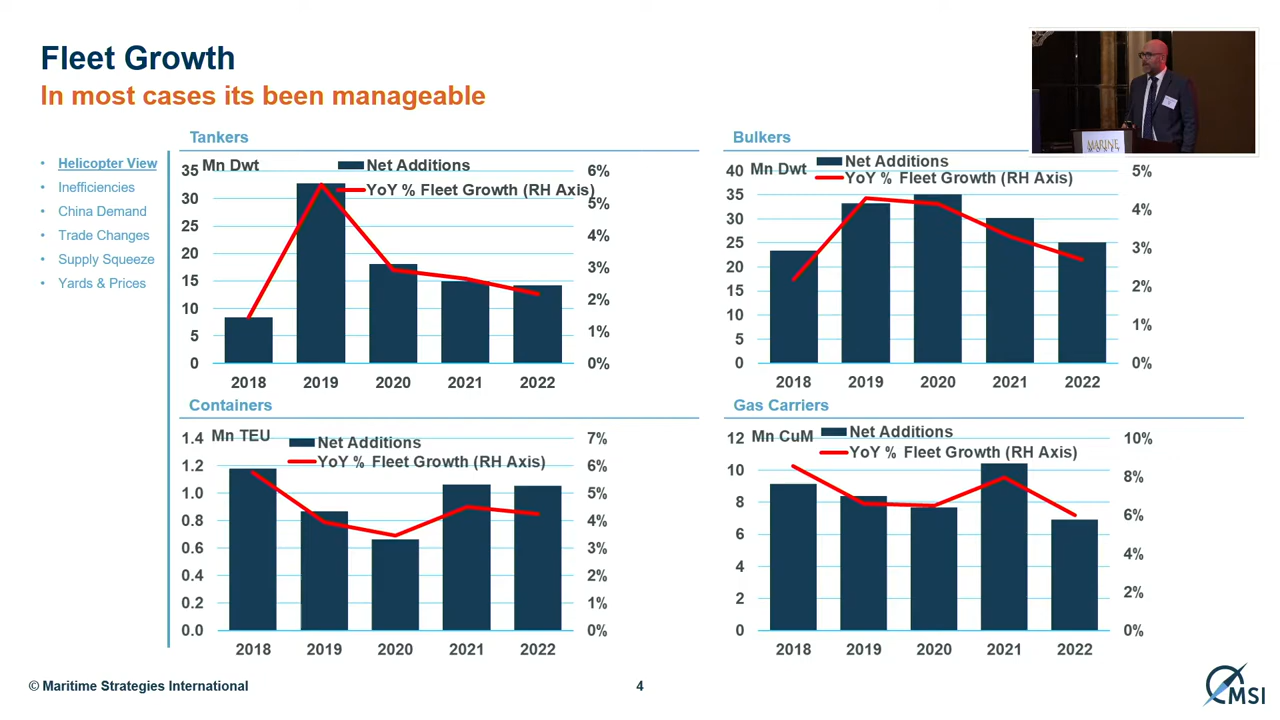 Fleet Growth
In most cases its been manageable
• Helicopter View
• Inefficiencies
• China Demand
• Trade Changes
• Supply Squeeze
• Yards & Prices
Tankers
Mn Dwt
Net Additions
YoY % Fleet Growth (RH Axis)
35
30
25
20
15
10
5
0
6%
5%
4%
3%
2%
1%
0%
2018 2019 2020 2021 2022
Bulkers
Mn Dwt
Net Additions
YoY % Fleet Growth (RH Axis)
40
35
30
25
20
15
10
5
0
5%
4%
3%
2%
1%
0%
2018 2019 2020 2021 2022
Containers
Mn TEU
Net Additions
YoY % Fleet Growth (RH Axis)
1.4
1.2
1.0
0.8
0.6
0.4
0.2
0.0
7%
6%
5%
4%
3%
2%
1%
0%
2018 2019 2020 2021 2022
Gas Carriers
Mn CuM
Net Additions
YoY % Fleet Growth (RH Axis)
12
10
8
6
4
2
0
10%
8%
6%
4%
2%
0%
2018 2019 2020 2021 2022
MARINE
© Maritime Strategies International
4
MSI